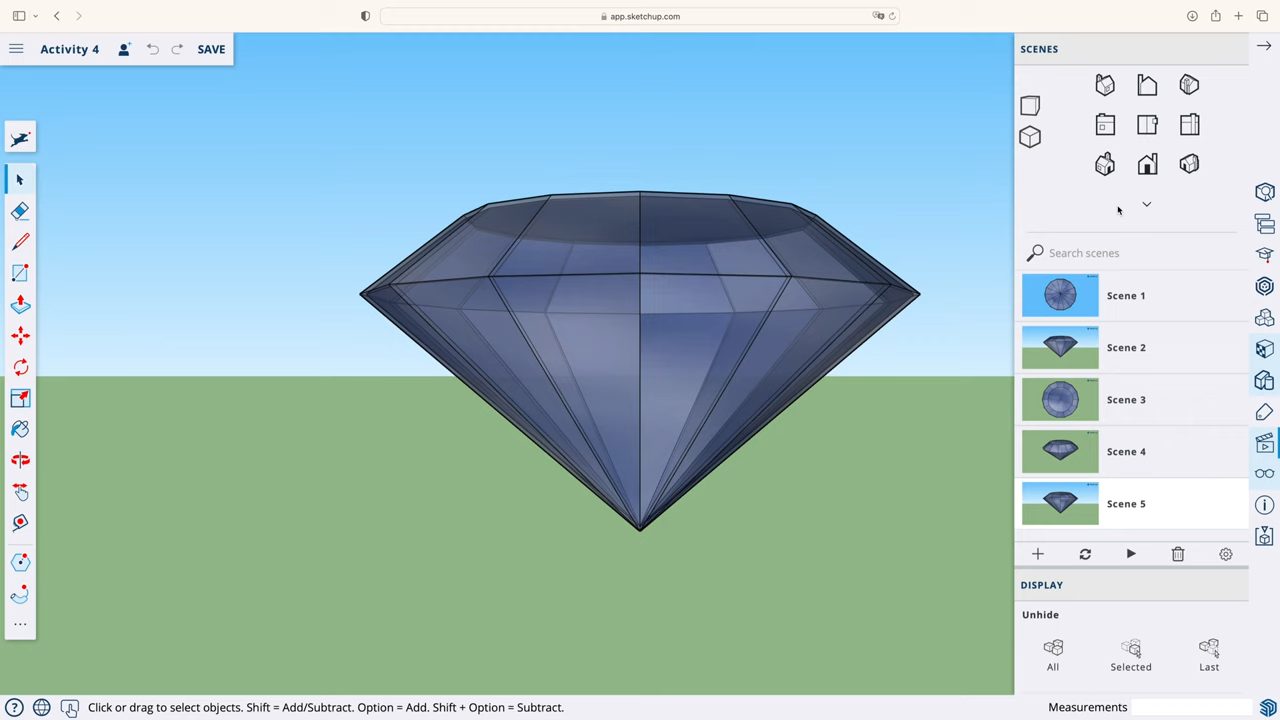 app.sketchup.com
Activity 4
SAVE
SCENES
Search scenes
Scene 1
Scene 2
Scene 3
Scene 4
Scene 5
DISPLAY
Unhide
All
Selected
Last
Click or drag to select objects. Shift = Add/Subtract. Option = Add. Shift + Option = Subtract.
Measurements